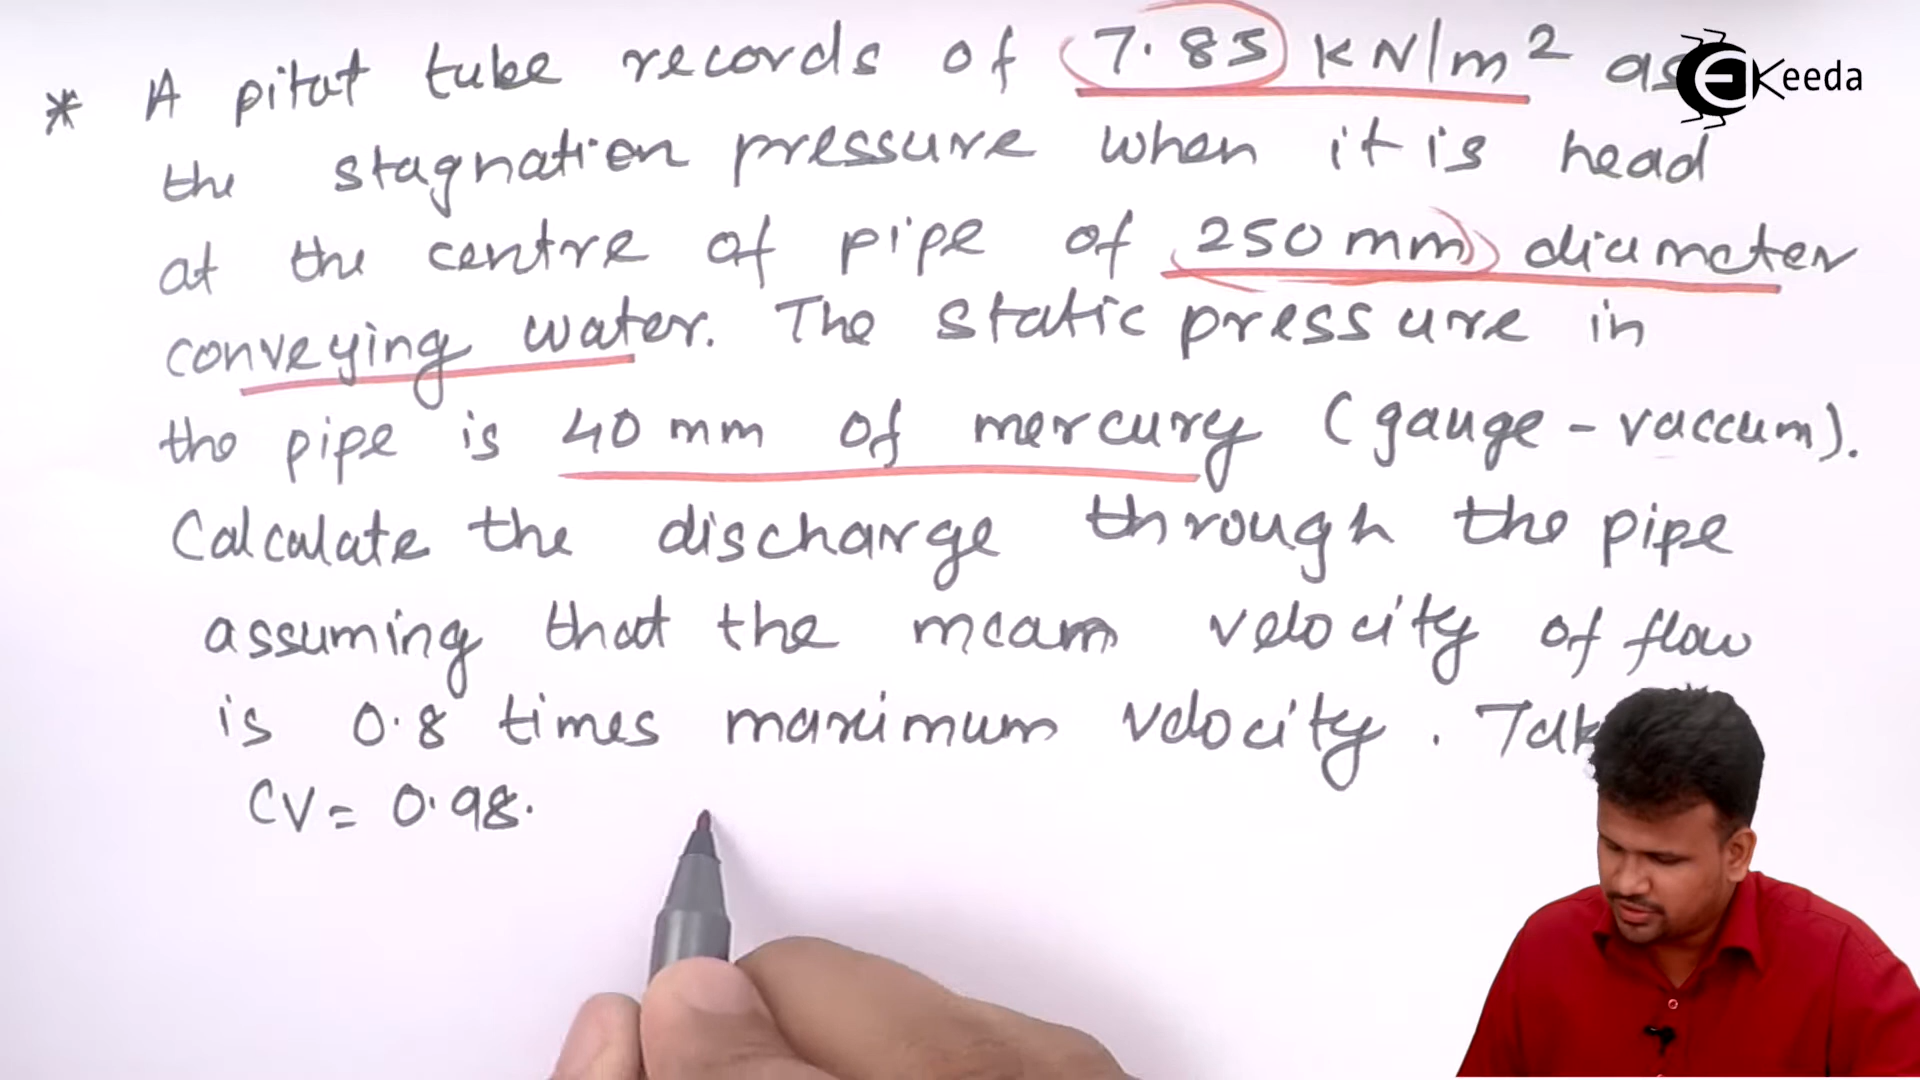 * A pitot tube records of 7.85 kN/m2 as
the stagnation pressure when it is head
at the centre of pipe of 250 mm diameter
conveying water. The static pressure in
the pipe is 40 mm of mercury (gauge - vaccum).
Calculate the discharge through the pipe
assuming that the mean velocity of flow
is 0.8 times maximum velocity.
CV = 0.98.
EKeeda